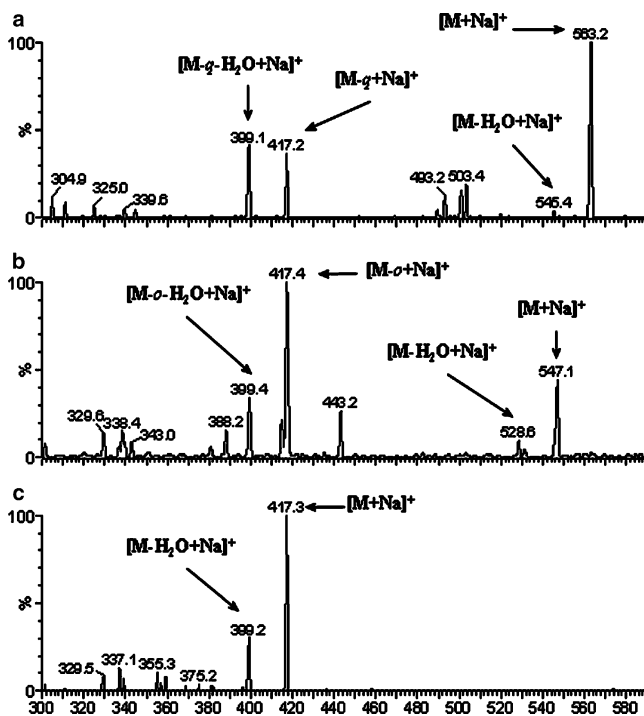 a
[M+Na]⁺
563.2
100
[M-q-H₂O+Na]⁺
[M-q+Na]⁺
%
399.1
417.2
[M-H₂O+Na]⁺
304.9
325.0
339.6
493.2
503.4
545.4
0
b
417.4
[M-o+Na]⁺
100
[M-o-H₂O+Na]⁺
[M+Na]⁺
[M-H₂O+Na]⁺
547.1
%
399.4
443.2
329.6
338.4
343.0
388.2
528.6
0
c
417.3
[M+Na]⁺
100
[M-H₂O+Na]⁺
%
399.2
329.5
337.1
355.3
375.2
0
300 320 340 360 380 400 420 440 460 480 500 520 540 560 580